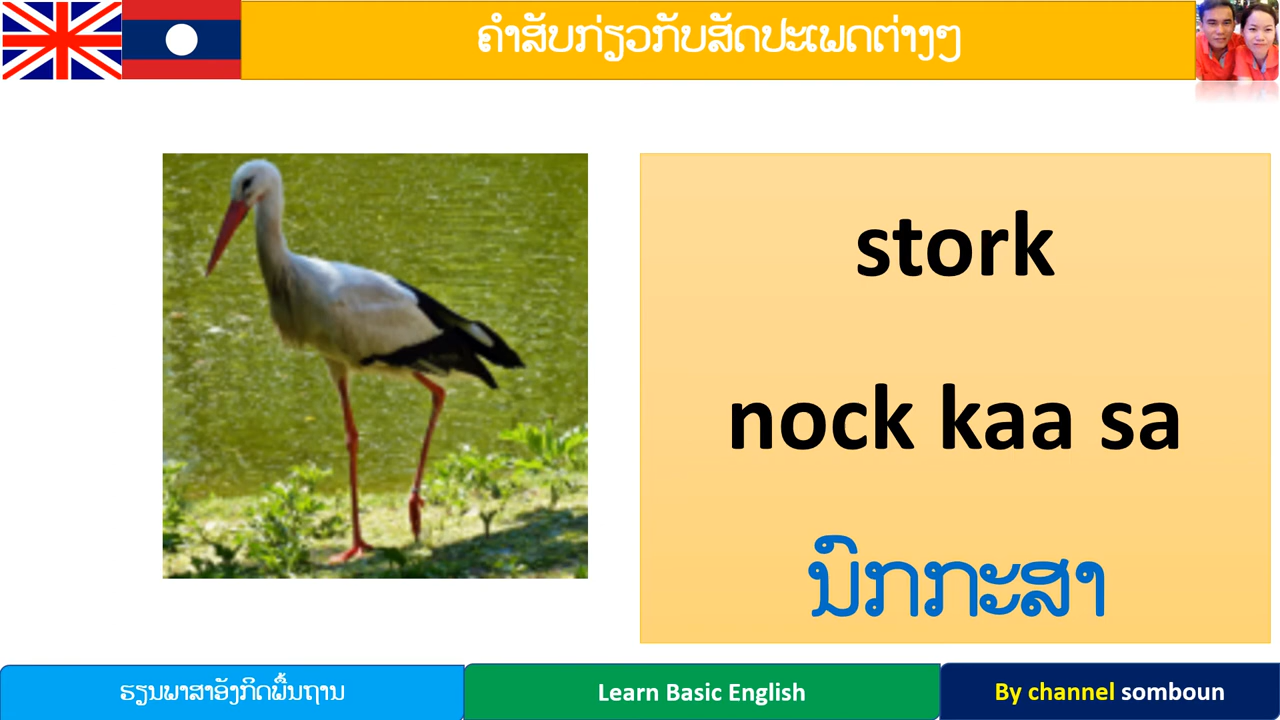 ຄຳສັບກ່ຽວກັບສັດປະເພດຕ່າງໆ
stork
nock kaa sa
ນົກກະສາ
ຮຽນພາສາອັງກິດພື້ນຖານ
Learn Basic English
By channel somboun